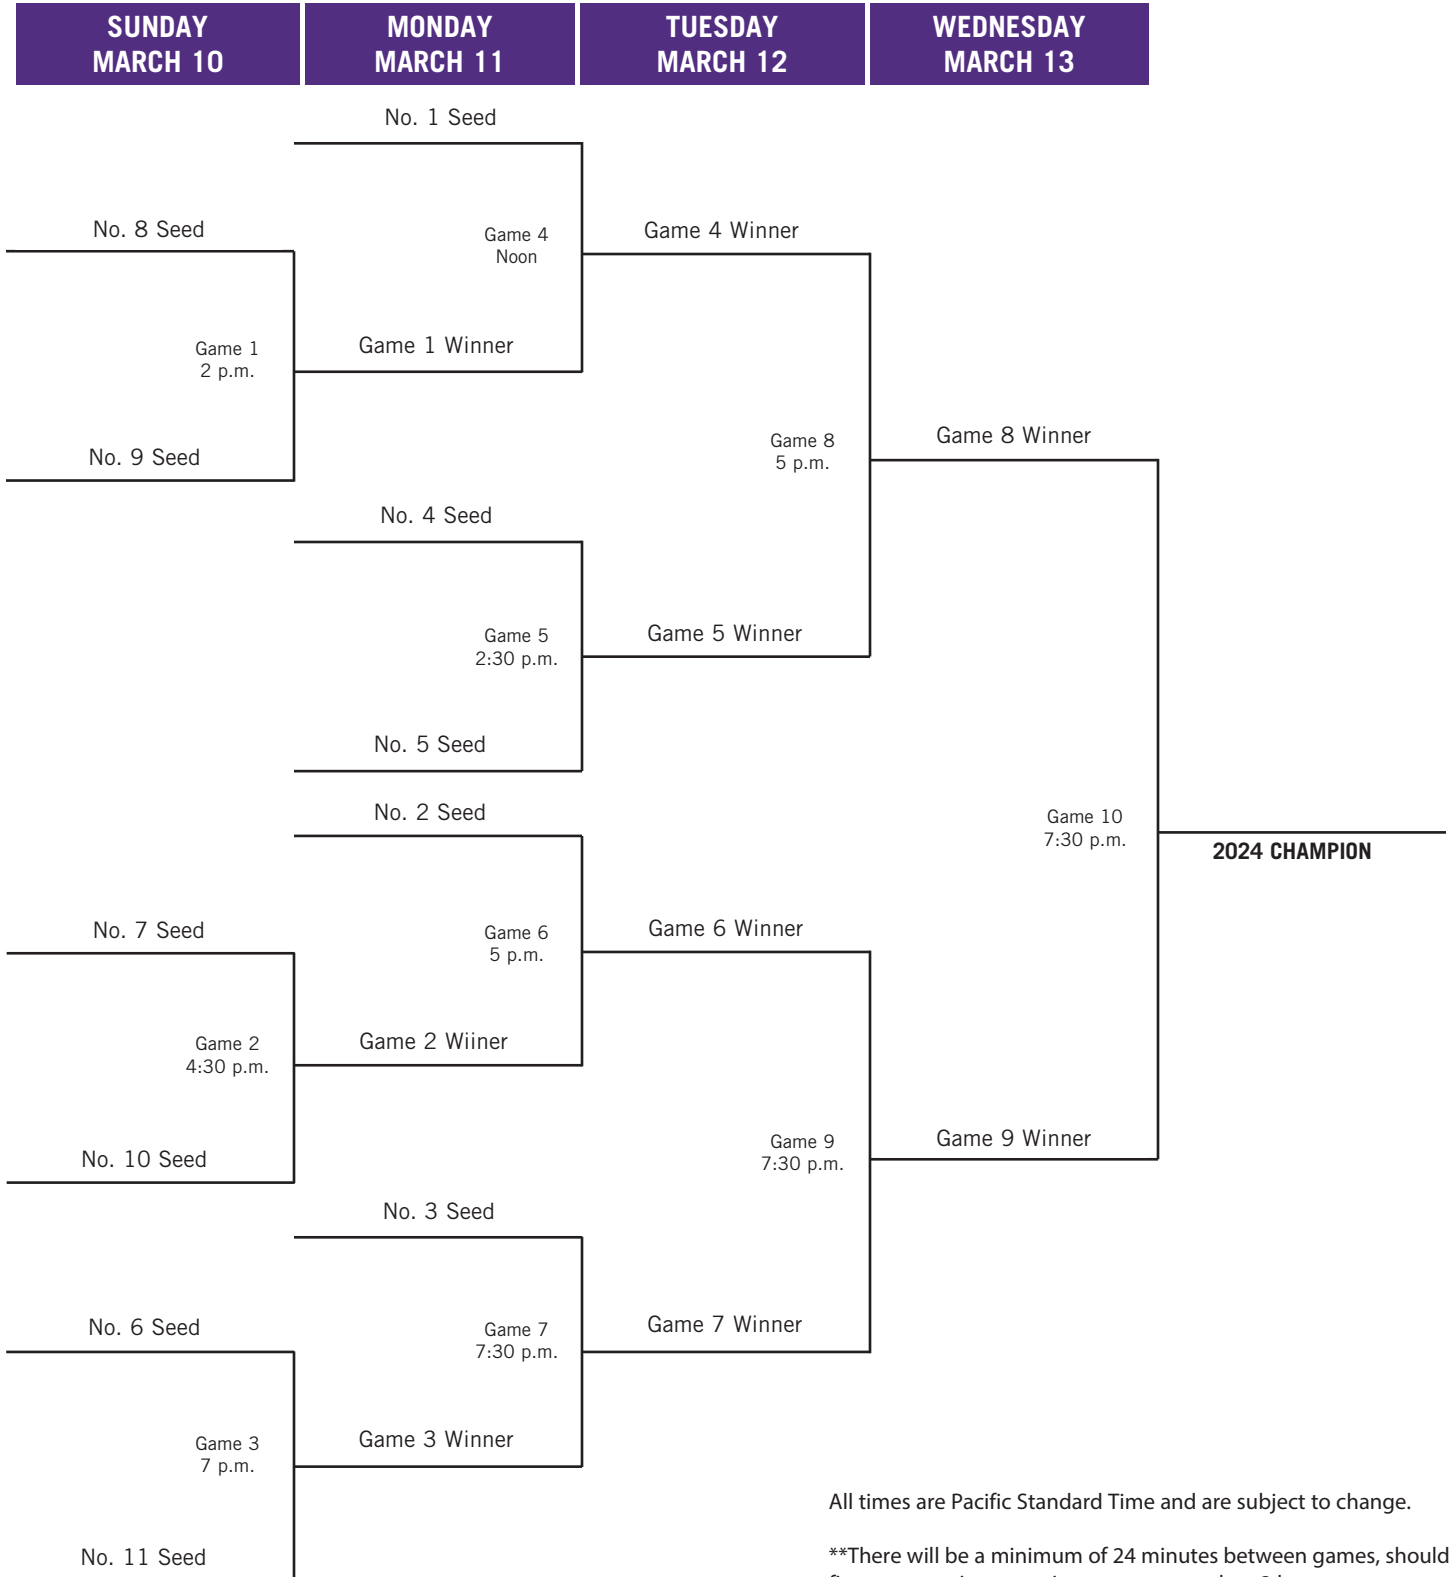 SUNDAY
MARCH 10
MONDAY
MARCH 11
TUESDAY
MARCH 12
WEDNESDAY
MARCH 13
No. 1 Seed
No. 8 Seed
Game 4
Noon
Game 4 Winner
Game 1
2 p.m.
Game 1 Winner
No. 9 Seed
Game 8
5 p.m.
Game 8 Winner
No. 4 Seed
Game 5
2:30 p.m.
Game 5 Winner
No. 5 Seed
No. 2 Seed
Game 10
7:30 p.m.
2024 CHAMPION
No. 7 Seed
Game 6
5 p.m.
Game 6 Winner
Game 2
4:30 p.m.
Game 2 Wiiner
No. 10 Seed
Game 9
7:30 p.m.
Game 9 Winner
No. 3 Seed
No. 6 Seed
Game 7
7:30 p.m.
Game 7 Winner
Game 3
7 p.m.
Game 3 Winner
No. 11 Seed
All times are Pacific Standard Time and are subject to change.
**There will be a minimum of 24 minutes between games, should